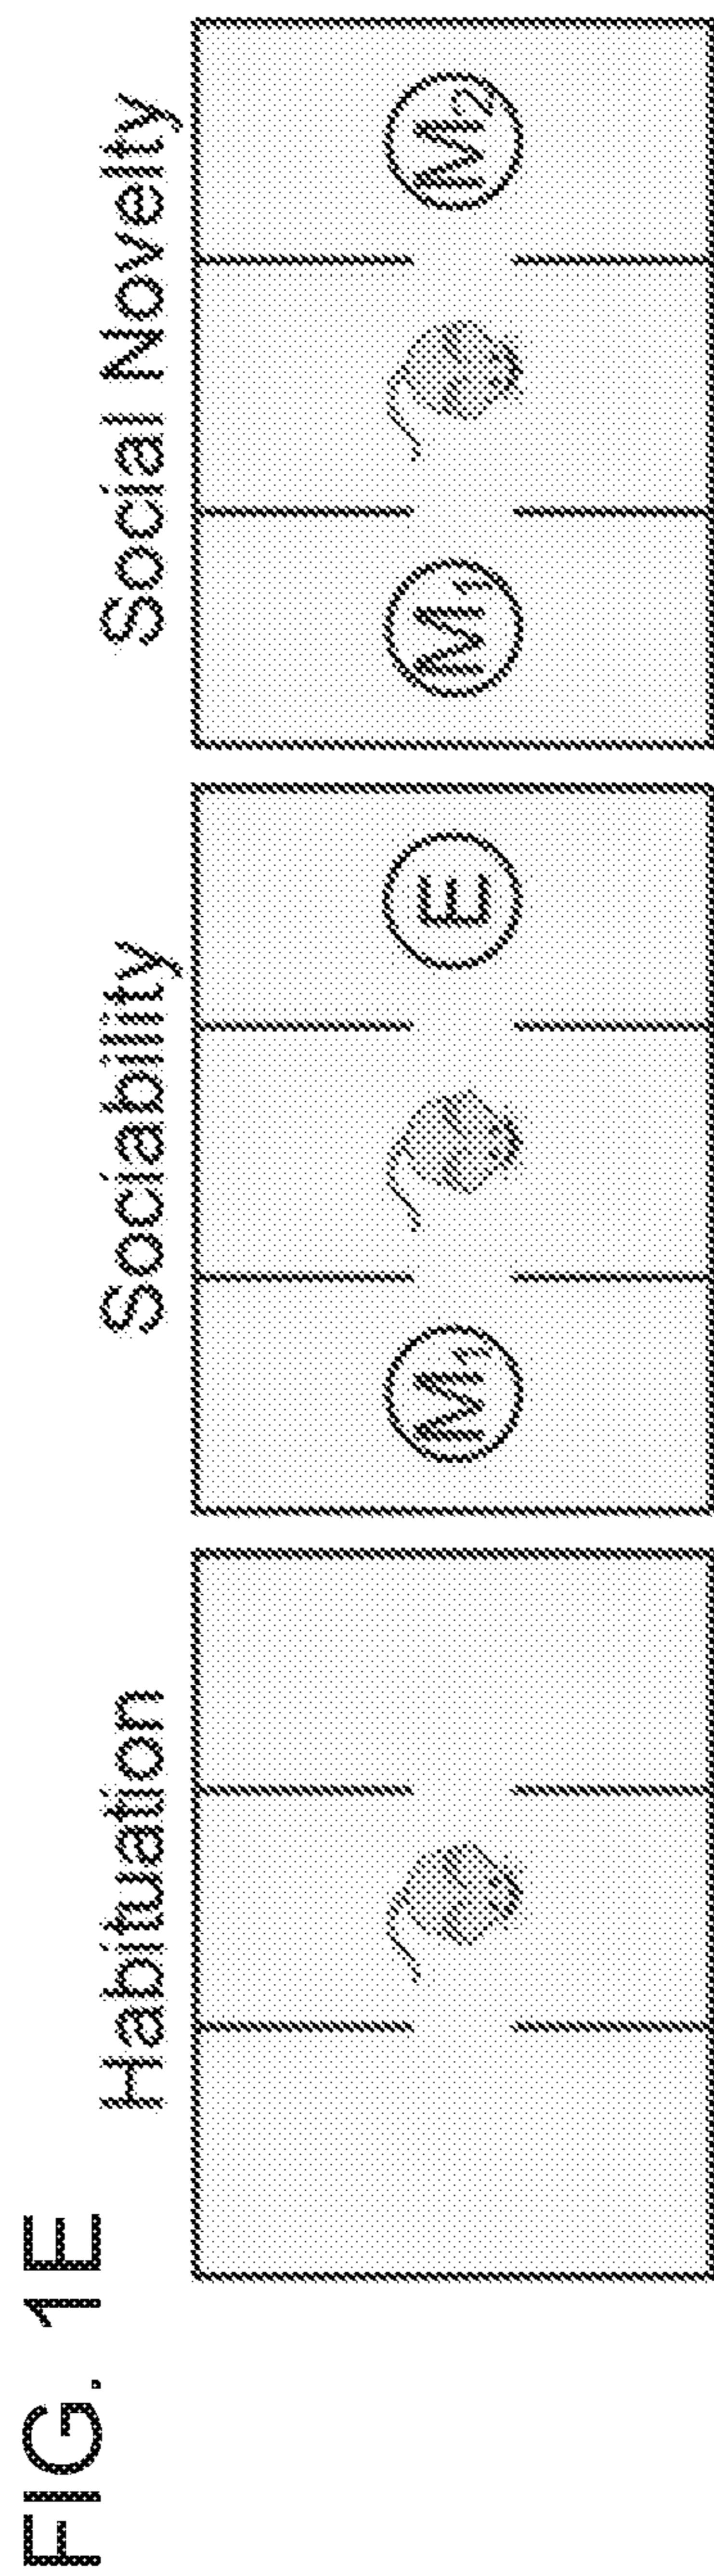 FIG. 1E
Habituation
Sociability
Social Novelty
M₁
E
M₁
M₂